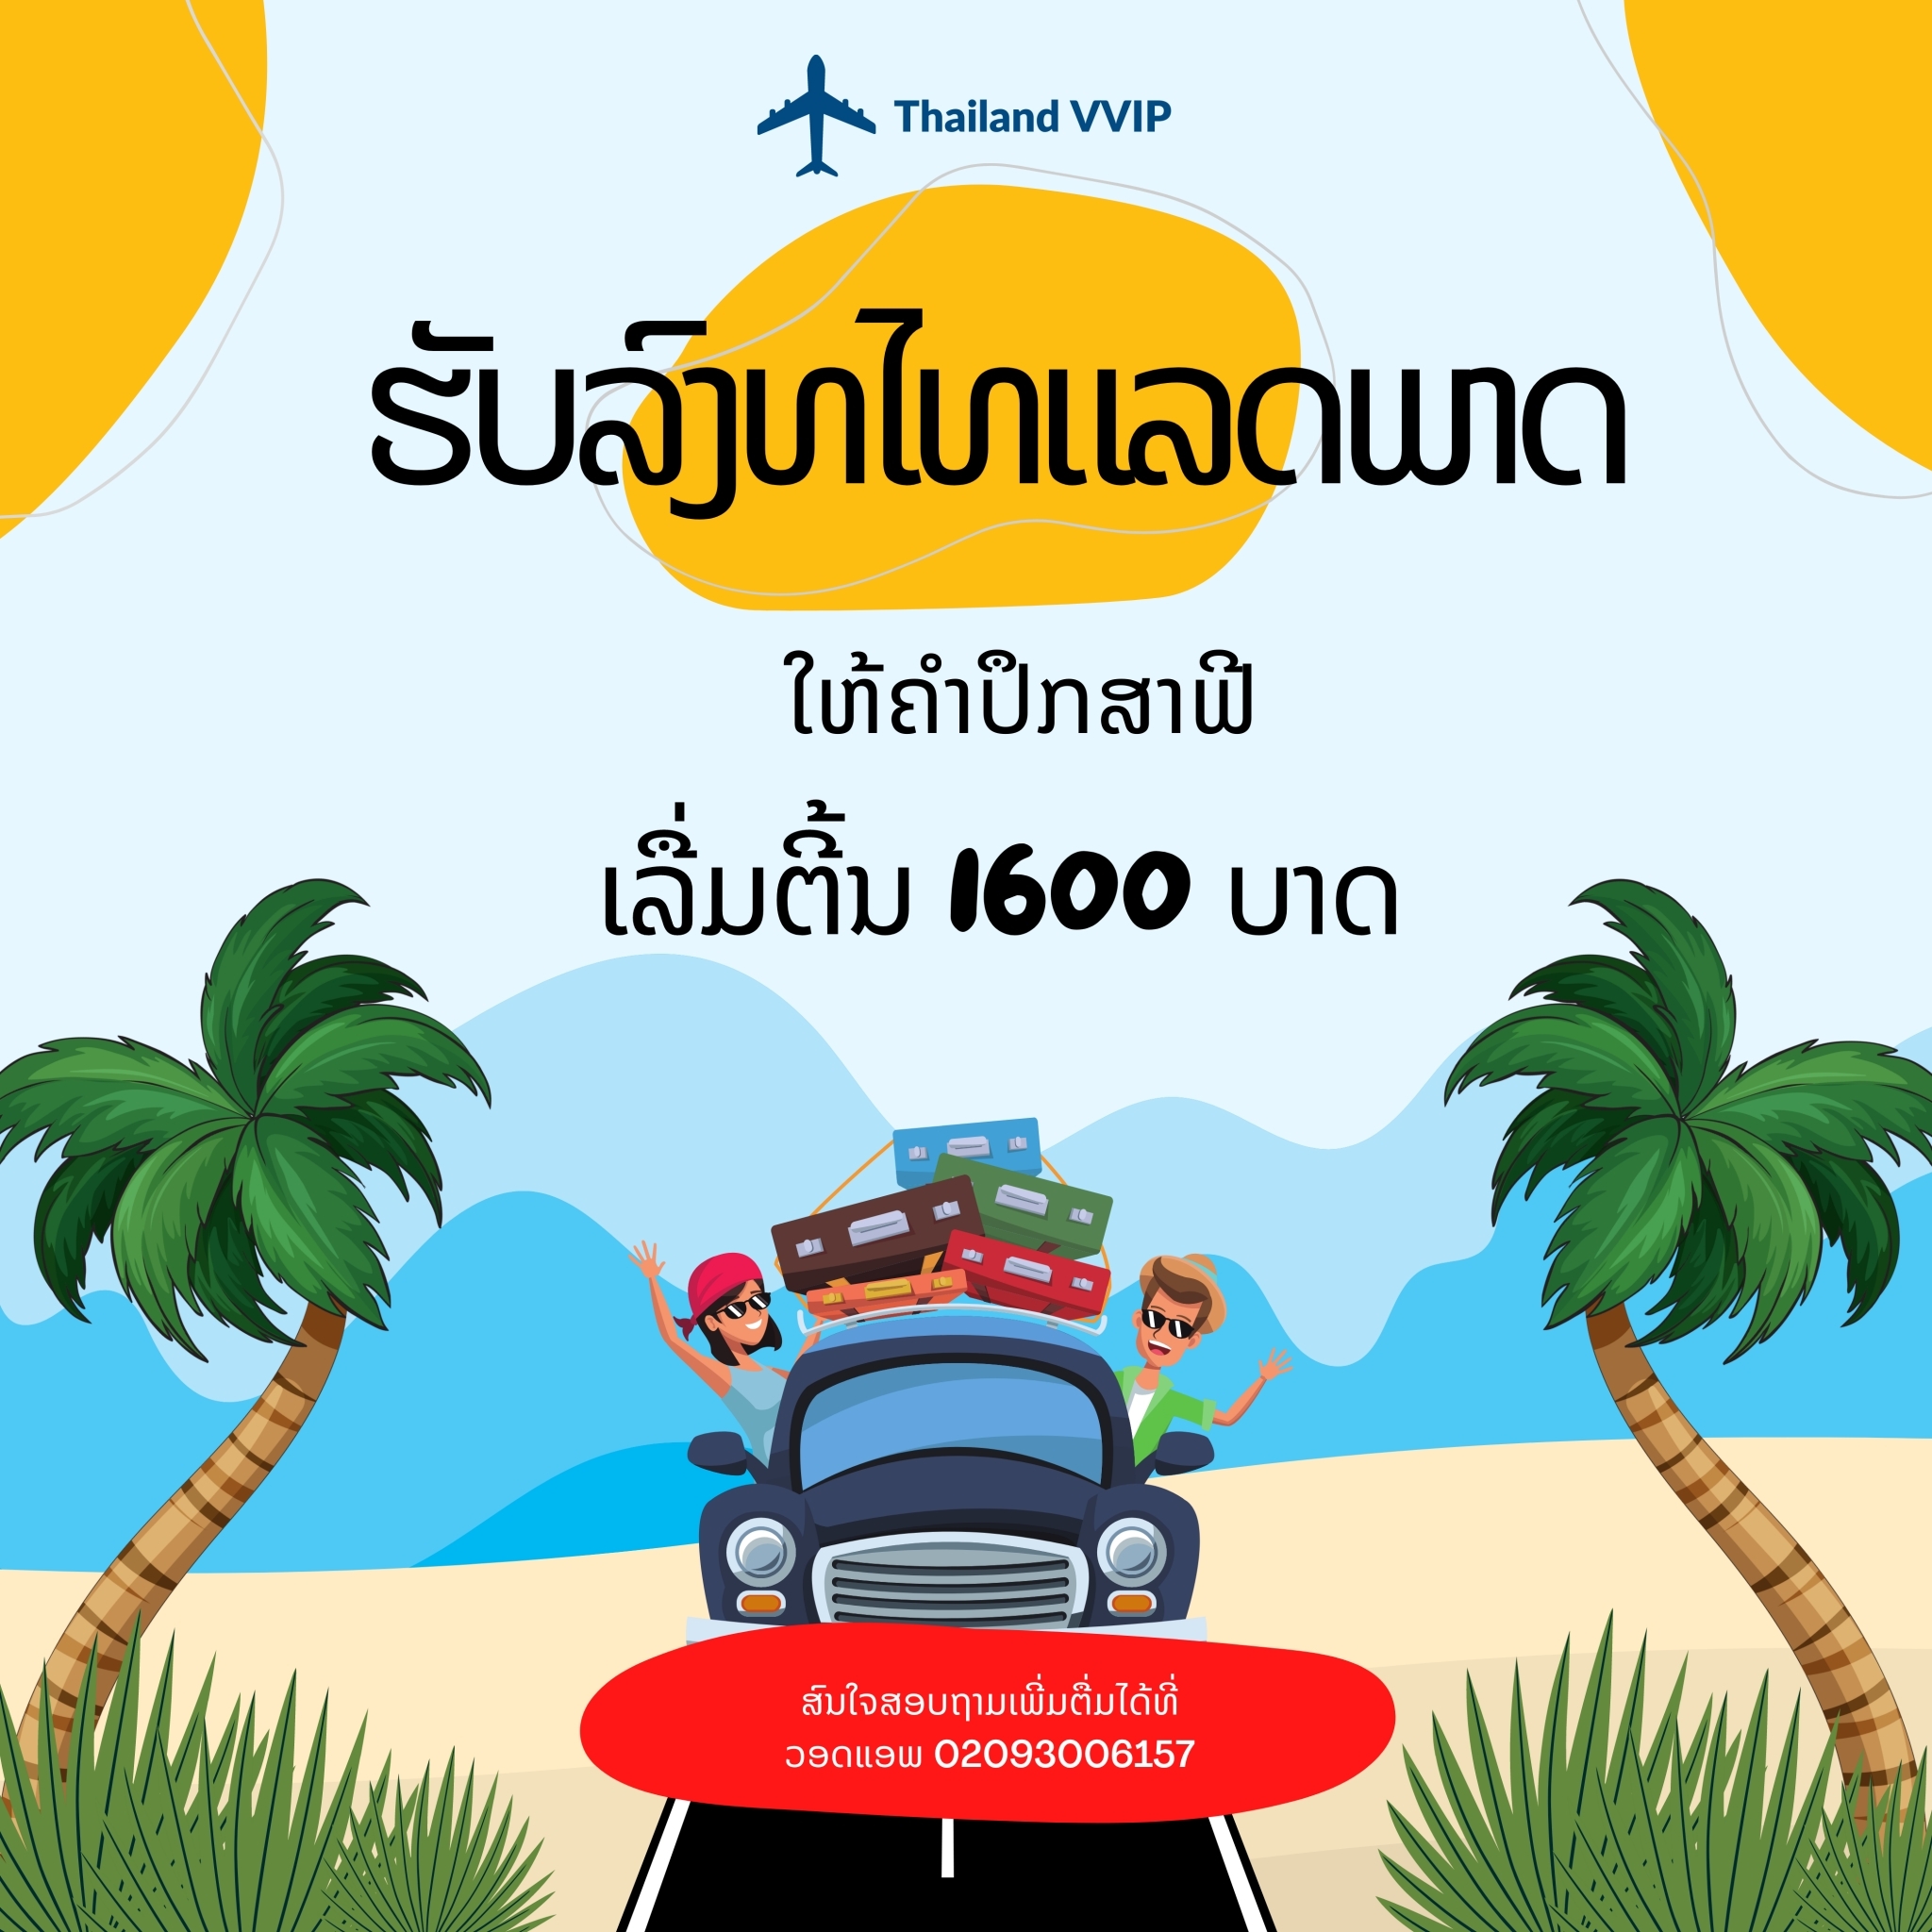 Thailand VVIP
ຮັບລົງທໄທແລດພາດ
ໃຫ້ຄຳປຶກສາຟີ
ເລີ່ມຕົ້ນ 1600 ບາດ
ສົນໃຈສອບຖາມເພີ່ມຕື່ມໄດ້ທີ່
ວອດແອພ 02093006157